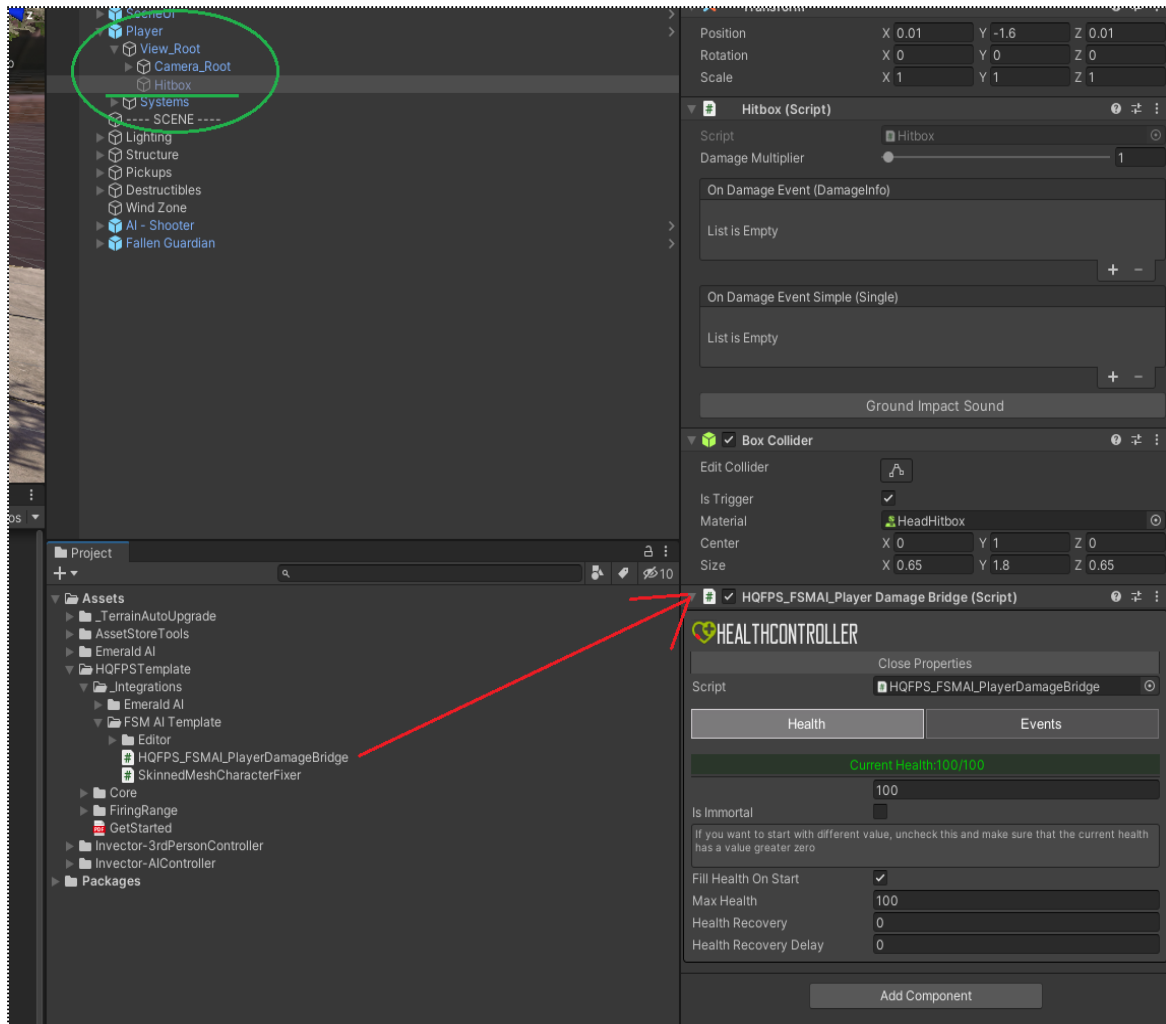 SceneUI
Player
View_Root
Camera_Root
Hitbox
Systems
---- SCENE ----
Lighting
Structure
Pickups
Destructibles
Wind Zone
AI - Shooter
Fallen Guardian
Project
10
Assets
_TerrainAutoUpgrade
AssetStoreTools
Emerald AI
HQFPSTemplate
_Integrations
Emerald AI
FSM AI Template
Editor
HQFPS_FSMAI_PlayerDamageBridge
SkinnedMeshCharacterFixer
Core
FiringRange
GetStarted
Invector-3rdPersonController
Invector-AIController
Packages
Transform
Position X 0.01 Y -1.6 Z 0.01
Rotation X 0 Y 0 Z 0
Scale X 1 Y 1 Z 1
Hitbox (Script)
Script Hitbox
Damage Multiplier 1
On Damage Event (DamageInfo)
List is Empty
+ −
On Damage Event Simple (Single)
List is Empty
+ −
Ground Impact Sound
Box Collider
Edit Collider
Is Trigger
Material HeadHitbox
Center X 0 Y 1 Z 0
Size X 0.65 Y 1.8 Z 0.65
HQFPS_FSMAI_Player Damage Bridge (Script)
HEALTHCONTROLLER
Close Properties
Script HQFPS_FSMAI_PlayerDamageBridge
Health Events
Current Health:100/100
100
Is Immortal
If you want to start with different value, uncheck this and make sure that the current health
has a value greater zero
Fill Health On Start
Max Health 100
Health Recovery 0
Health Recovery Delay 0
Add Component